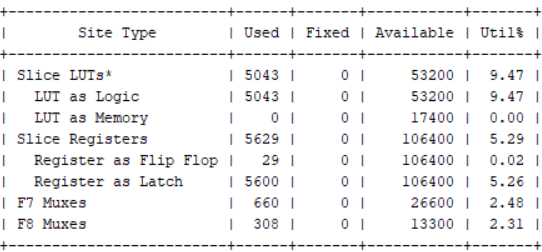 +----------------------------+------+-------+-----------+-------+
|          Site Type         | Used | Fixed | Available | Util% |
+----------------------------+------+-------+-----------+-------+
| Slice LUTs*                | 5043 |     0 |     53200 |  9.47 |
|   LUT as Logic             | 5043 |     0 |     53200 |  9.47 |
|   LUT as Memory            |    0 |     0 |     17400 |  0.00 |
| Slice Registers            | 5629 |     0 |    106400 |  5.29 |
|   Register as Flip Flop    |   29 |     0 |    106400 |  0.02 |
|   Register as Latch        | 5600 |     0 |    106400 |  5.26 |
| F7 Muxes                   |  660 |     0 |     26600 |  2.48 |
| F8 Muxes                   |  308 |     0 |     13300 |  2.31 |
+----------------------------+------+-------+-----------+-------+